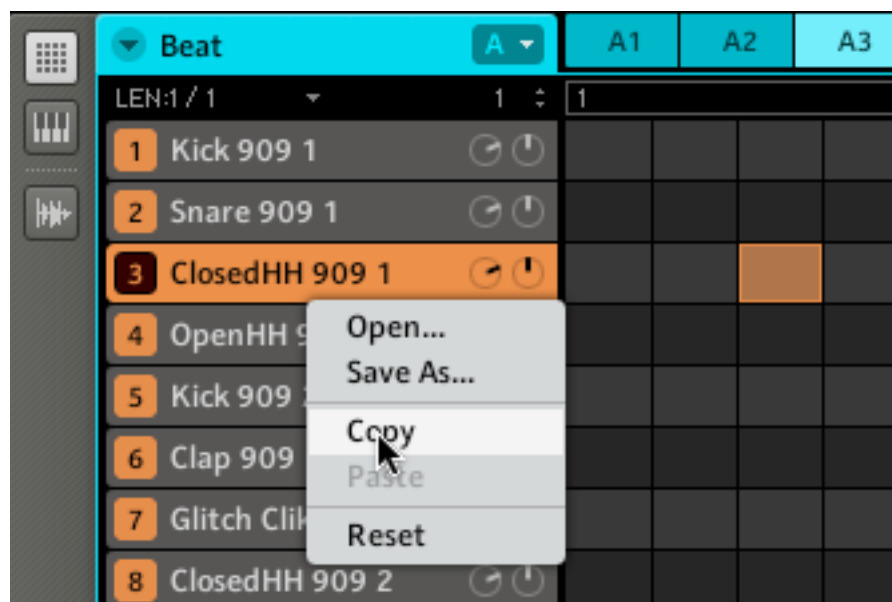 Beat A A1 A2 A3
LEN:1/1 1 1
1 Kick 909 1
2 Snare 909 1
3 ClosedHH 909 1
4 OpenHH
5 Kick 909
6 Clap 909
7 Glitch
8 ClosedHH 909 2
Open...
Save As...
Copy
Paste
Reset